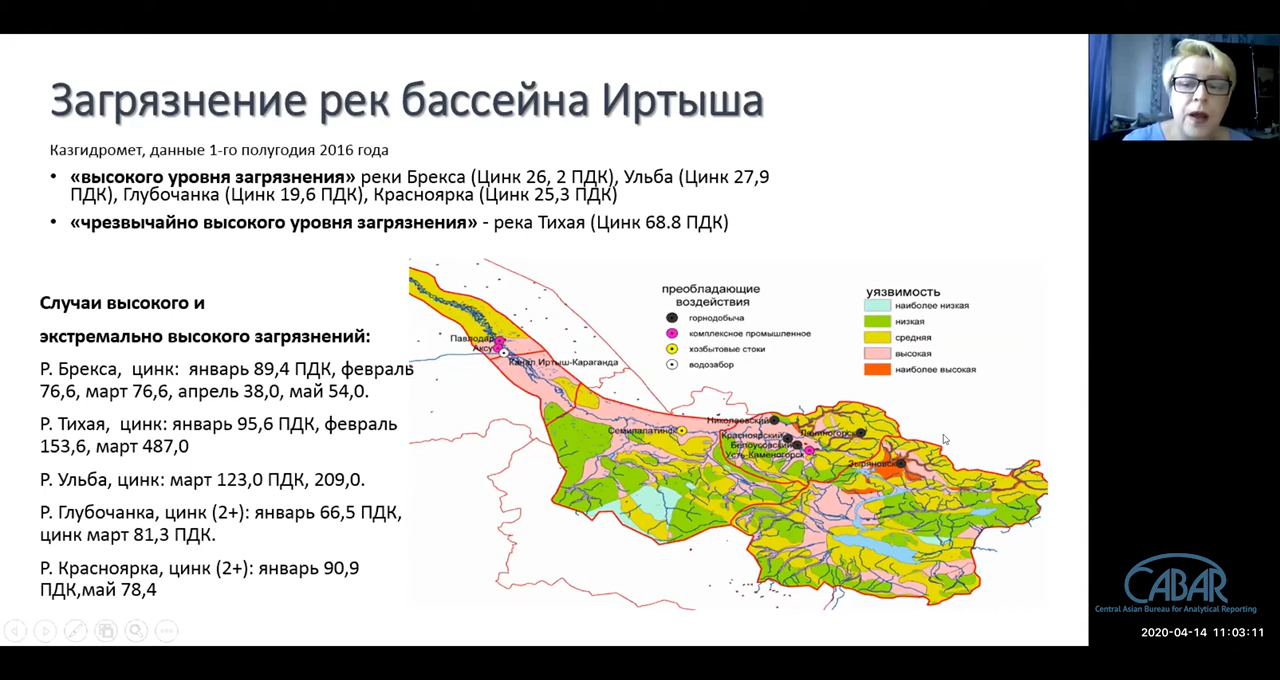 Загрязнение рек бассейна Иртыша
Казгидромет, данные 1-го полугодия 2016 года
• «высокого уровня загрязнения» реки Брекса (Цинк 26, 2 ПДК), Ульба (Цинк 27,9
ПДК), Глубочанка (Цинк 19,6 ПДК), Красноярка (Цинк 25,3 ПДК)
• «чрезвычайно высокого уровня загрязнения» - река Тихая (Цинк 68.8 ПДК)
Случаи высокого и
экстремально высокого загрязнений:
Р. Брекса, цинк: январь 89,4 ПДК, февраль
76,6, март 76,6, апрель 38,0, май 54,0.
Р. Тихая, цинк: январь 95,6 ПДК, февраль
153,6, март 487,0
Р. Ульба, цинк: март 123,0 ПДК, 209,0.
Р. Глубочанка, цинк (2+): январь 66,5 ПДК,
цинк март 81,3 ПДК.
Р. Красноярка, цинк (2+): январь 90,9
ПДК,май 78,4
преобладающие
воздействия
горнодобыча
комплексное промышленное
хозбытовые стоки
водозабор
уязвимость
наиболее низкая
низкая
средняя
высокая
наиболее высокая
Павлодар
Аксу
Канал Иртыш-Караганда
Семипалатинск
Николаевский
Красноярский
Белоусовский
Усть-Каменогорск
Лениногорск
Зыряновск
CABAR
Central Asian Bureau for Analytical Reporting
2020-04-14 11:03:11